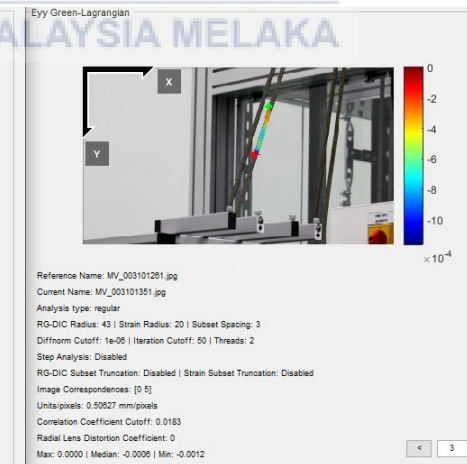 Eyy Green-Lagrangian
ALAYSIA MELAKA
X
Y
0
-2
-4
-6
-8
-10
×10⁻⁴
Reference Name: MV_003101261.jpg
Current Name: MV_003101351.jpg
Analysis type: regular
RG-DIC Radius: 43 | Strain Radius: 20 | Subset Spacing: 3
Diffnorm Cutoff: 1e-06 | Iteration Cutoff: 50 | Threads: 2
Step Analysis: Disabled
RG-DIC Subset Truncation: Disabled | Strain Subset Truncation: Disabled
Image Correspondences: [0 5]
Units/pixels: 0.50627 mm/pixels
Correlation Coefficient Cutoff: 0.0183
Radial Lens Distortion Coefficient: 0
Max: 0.0000 | Median: -0.0006 | Min: -0.0012
< 3